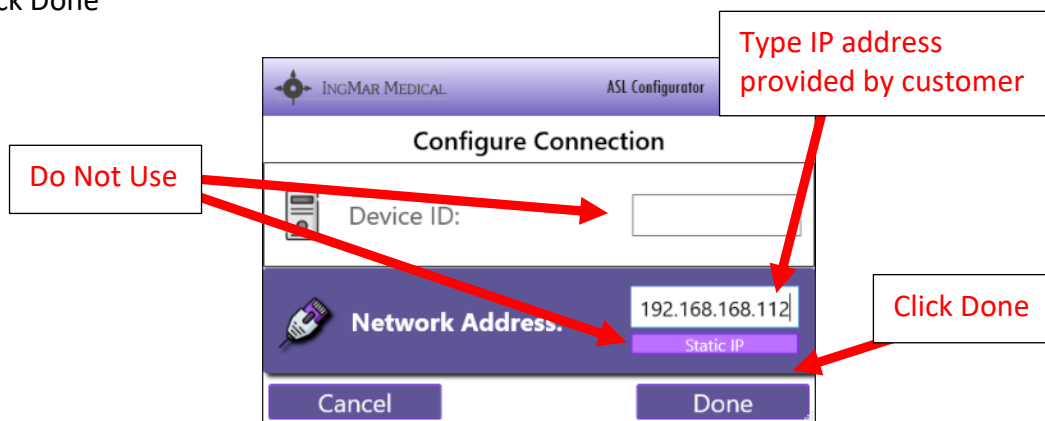 ck Done
Type IP address
provided by customer
INGMAR MEDICAL
ASL Configurator
Configure Connection
Do Not Use
Device ID:
Network Address:
192.168.168.112
Static IP
Click Done
Cancel
Done